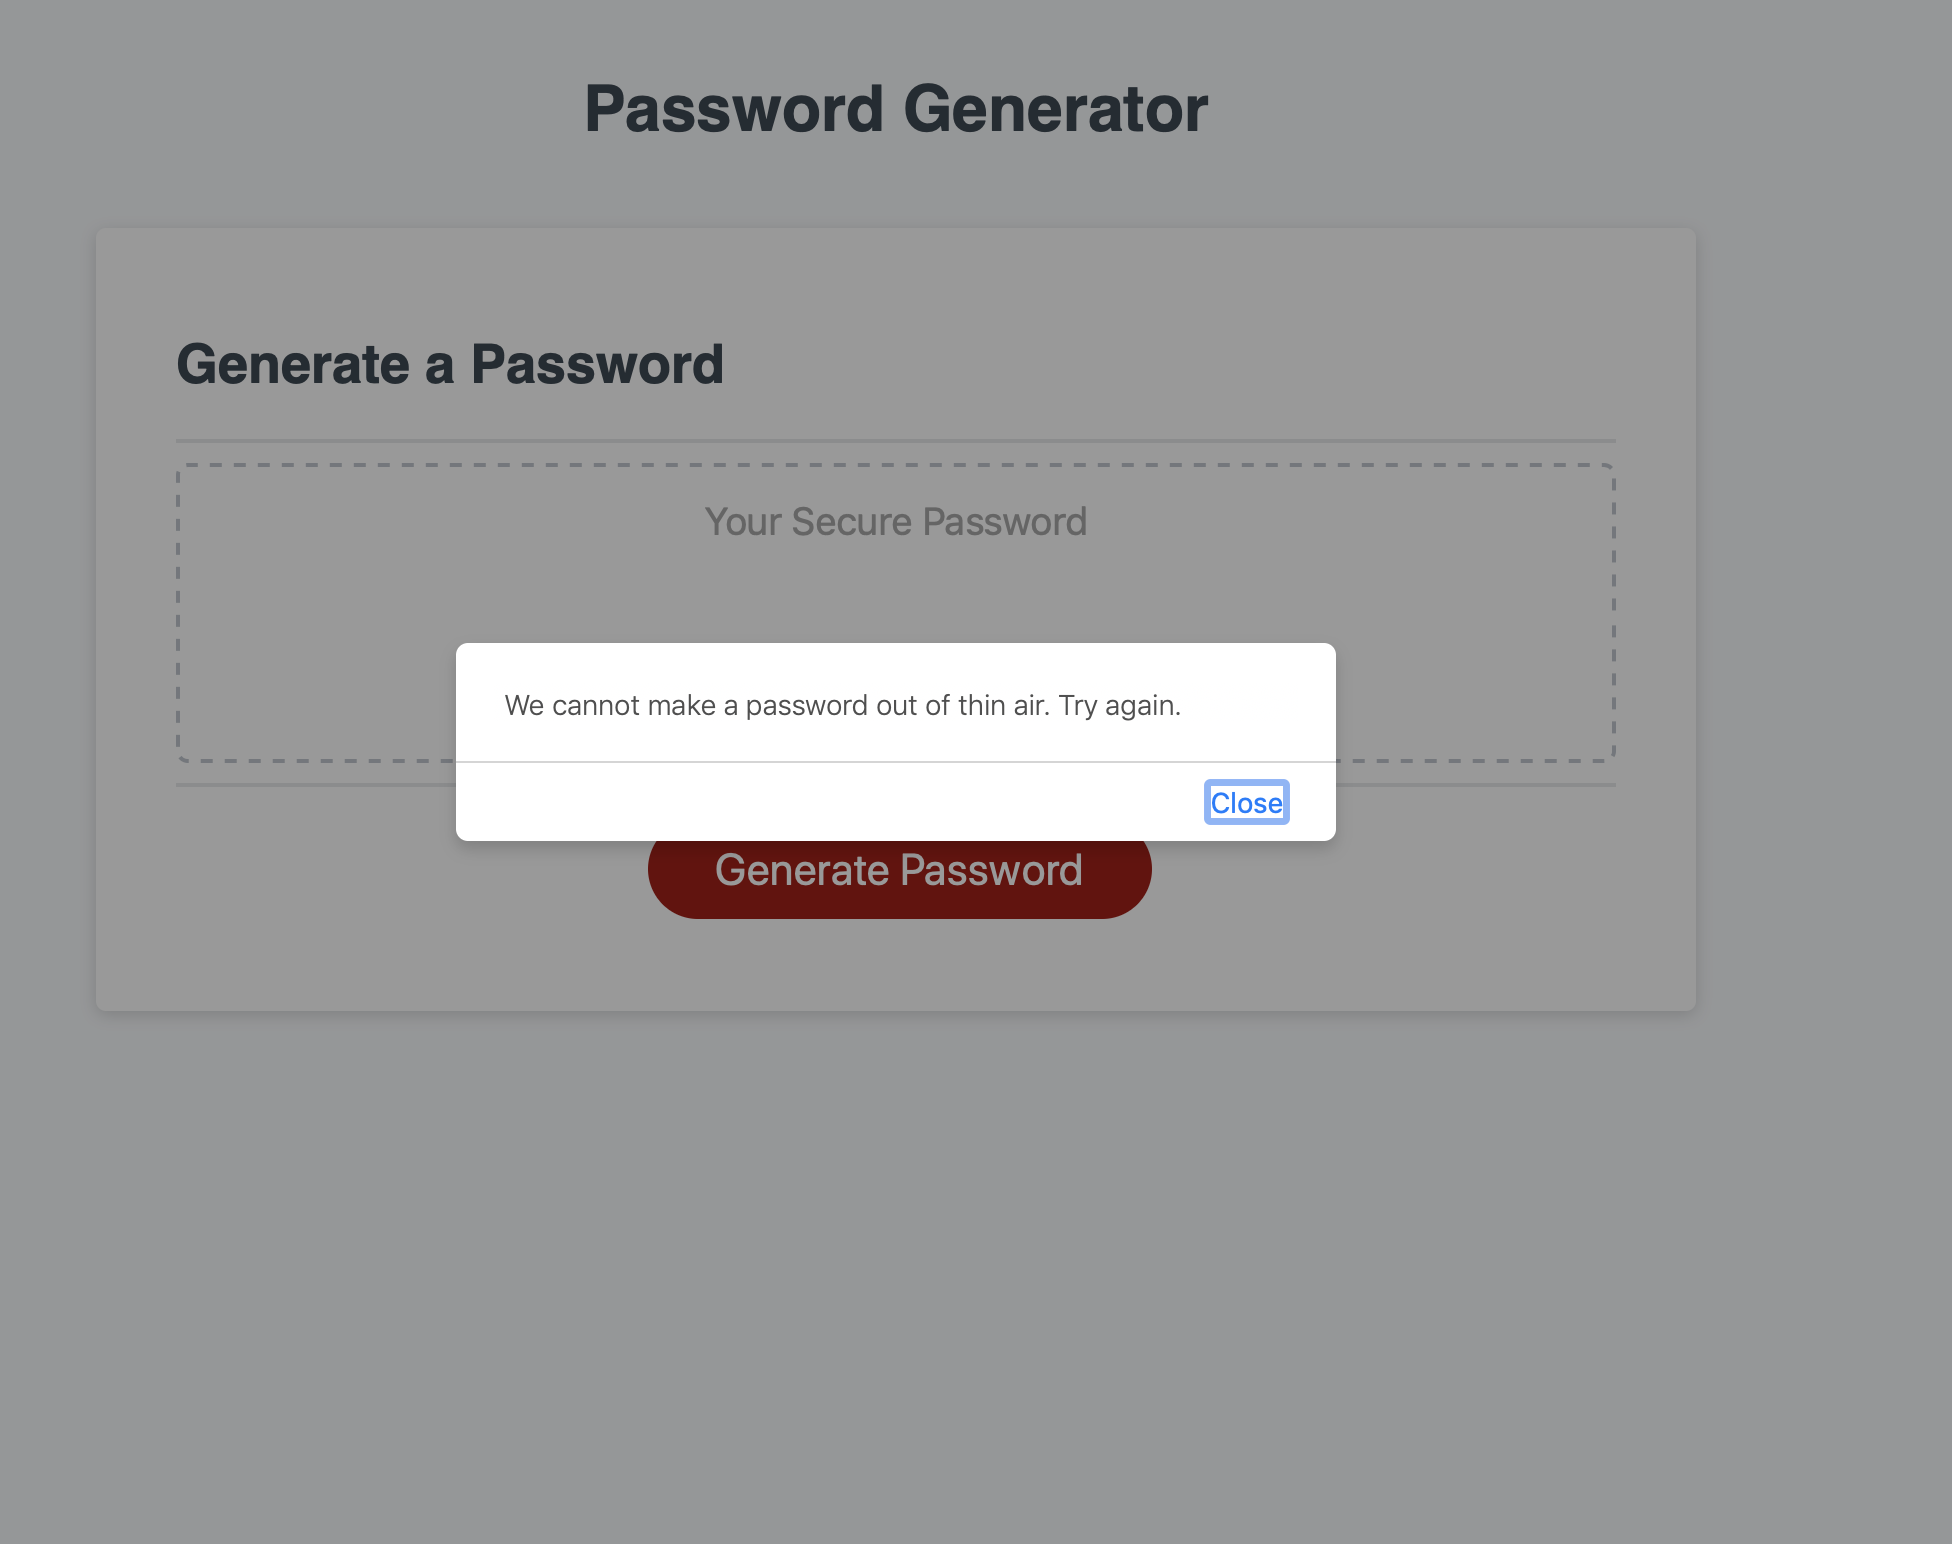 Password Generator
Generate a Password
Your Secure Password
We cannot make a password out of thin air. Try again.
Close
Generate Password